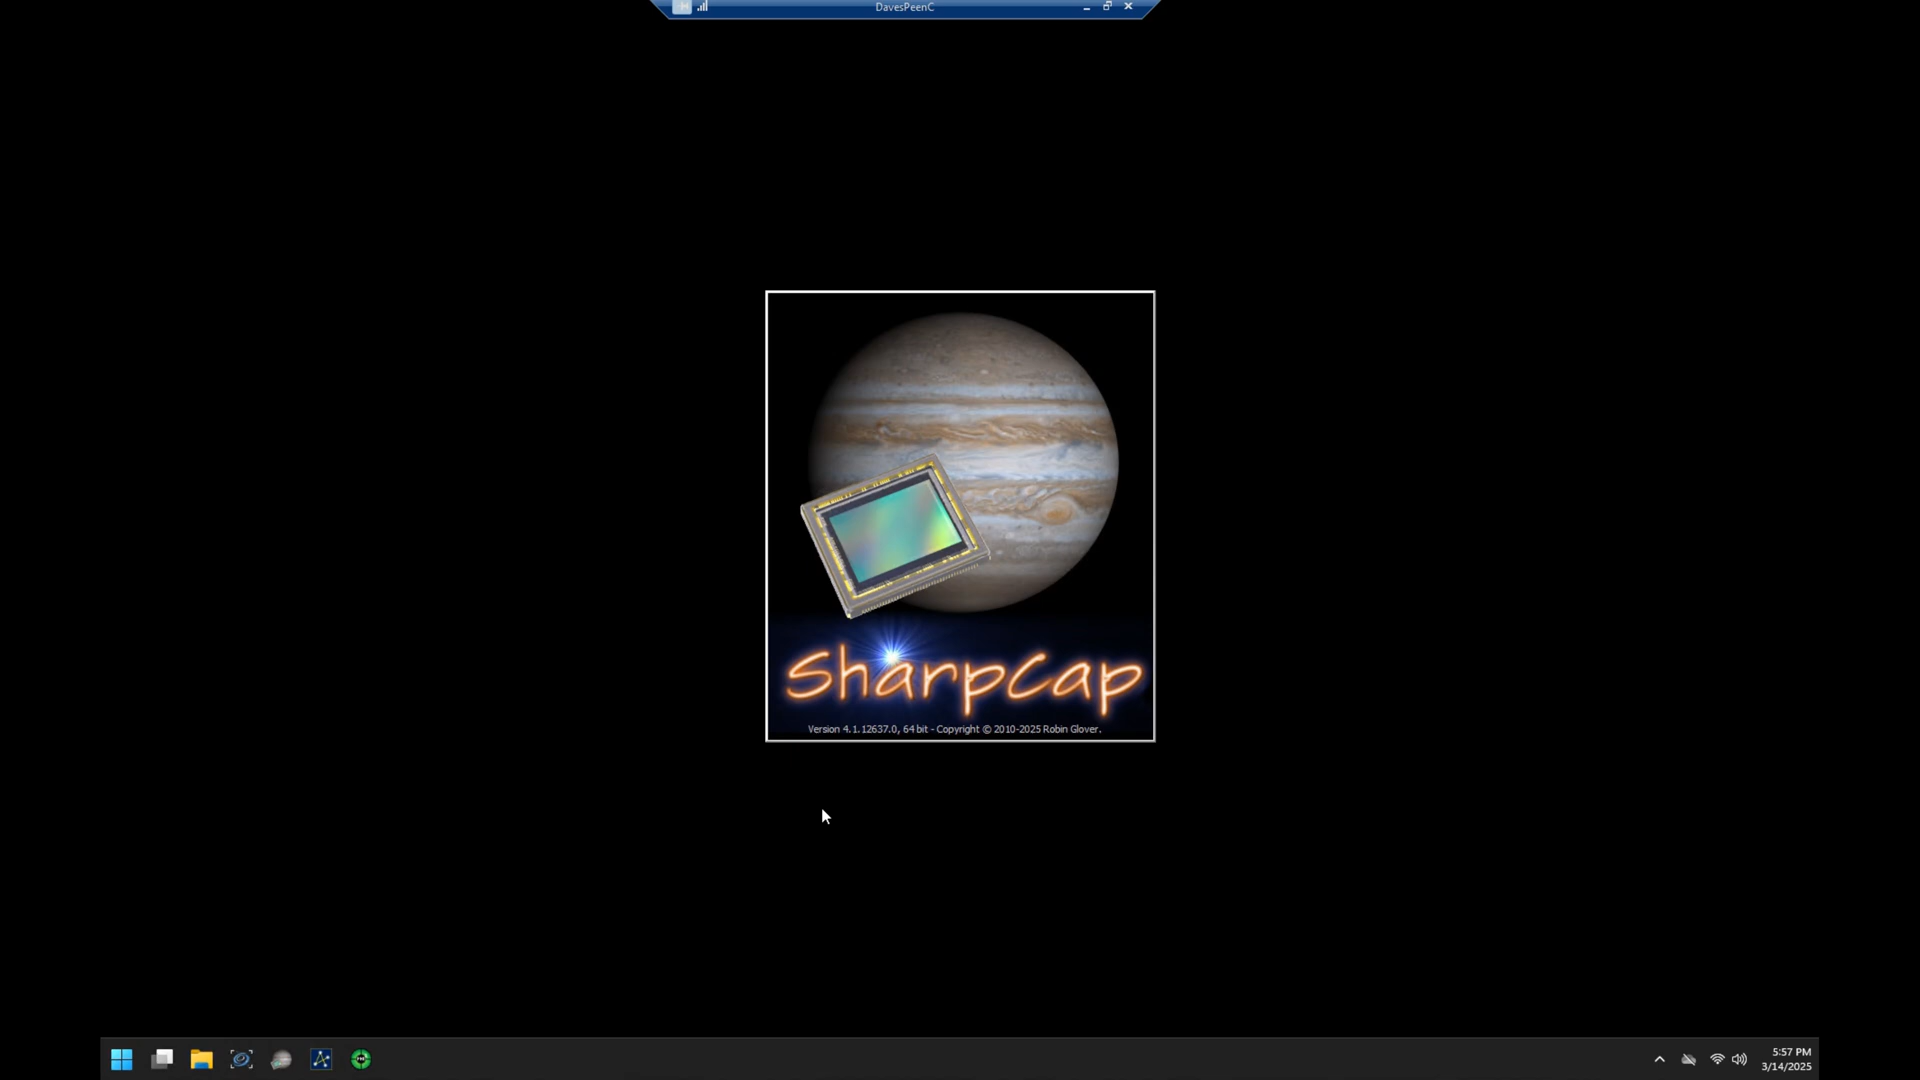 DavesPeenC
SharpCap
Version 4.1.12637.0, 64 bit - Copyright © 2010-2025 Robin Glover.
5:57 PM
3/14/2025